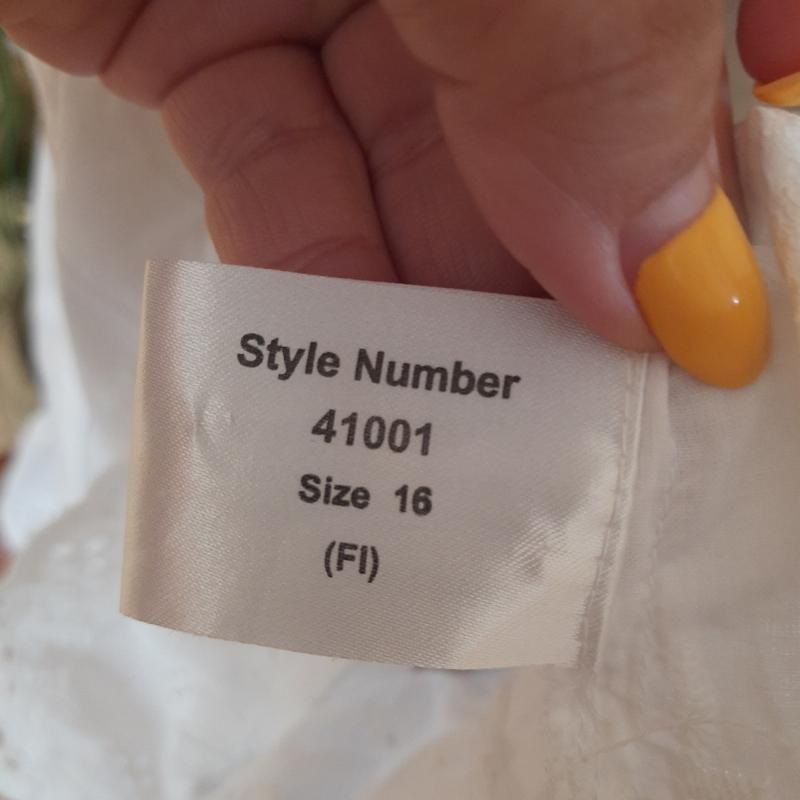 Style Number
41001
Size 16
(FI)